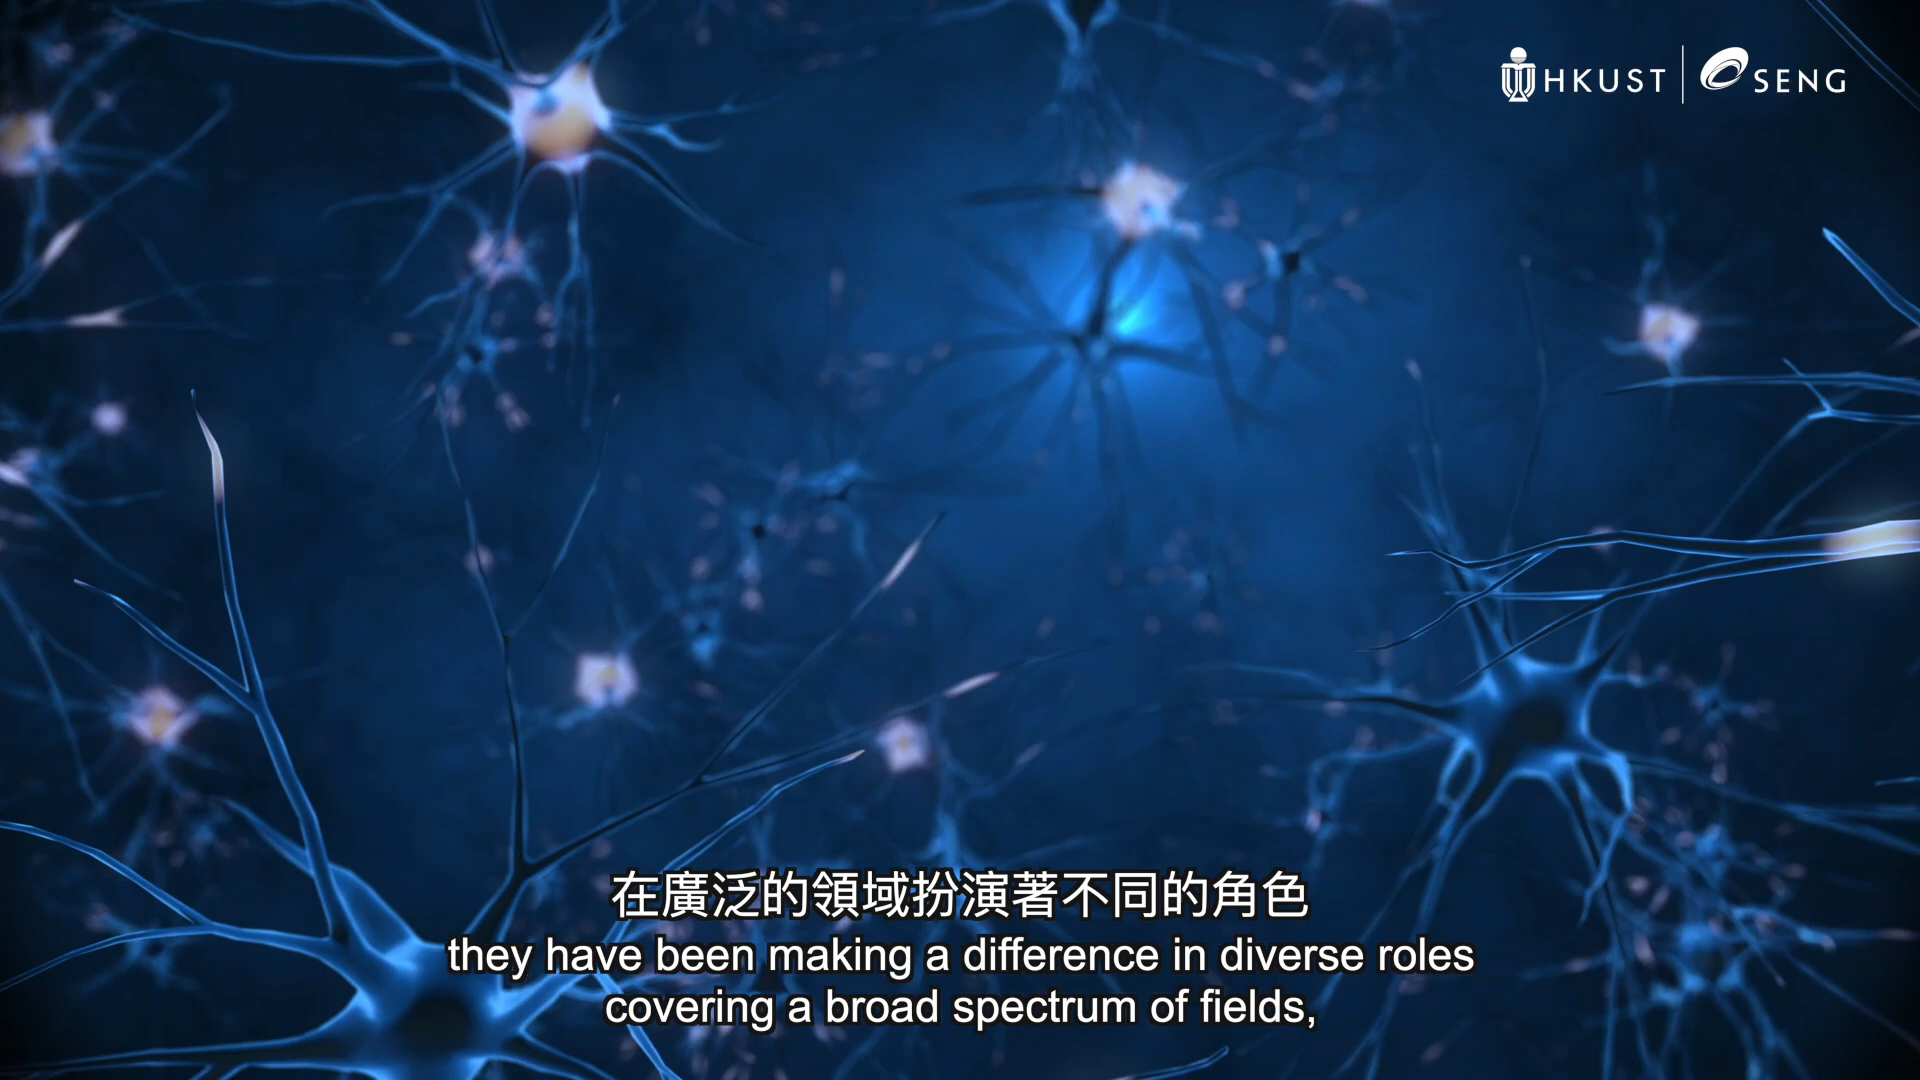 HKUST | SENG
在廣泛的領域扮演著不同的角色
they have been making a difference in diverse roles
covering a broad spectrum of fields,